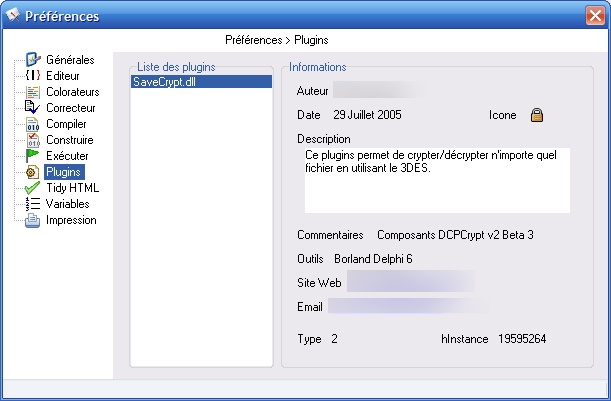 Préférences
Préférences > Plugins
Générales
Editeur
Colorateurs
Correcteur
Compiler
Construire
Exécuter
Plugins
Tidy HTML
Variables
Impression
Liste des plugins
SaveCrypt.dll
Informations
Auteur
Date 29 Juillet 2005 Icone
Description
Ce plugins permet de crypter/décrypter n'importe quel
fichier en utilisant le 3DES.
Commentaires Composants DCPCrypt v2 Beta 3
Outils Borland Delphi 6
Site Web
Email
Type 2 hInstance 19595264